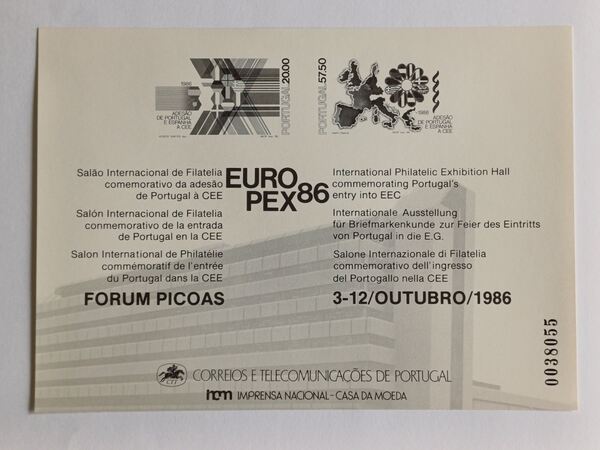 1986
ADESÃO
DE PORTUGAL
E ESPANHA
À CEE
PORTUGAL 20.00
PORTUGAL 57.50
1986
ADESÃO
DE PORTUGAL
E ESPANHA
À CEE
Salão Internacional de Filatelia
comemorativo da adesão
de Portugal à CEE
Salón Internacional de Filatelia
conmemorativo de la entrada
de Portugal en la CEE
Salon International de Philatélie
commémoratif de l'entrée
du Portugal dans la CEE
FORUM PICOAS
EURO
PEX86
International Philatelic Exhibition Hall
commemorating Portugal's
entry into EEC
Internationale Ausstellung
für Briefmarkenkunde zur Feier des Eintritts
von Portugal in die E.G.
Salone Internazionale di Filatelia
commemorativo dell'ingresso
del Portogallo nella CEE
3-12/OUTUBRO/1986
0038055
CTT
CORREIOS E TELECOMUNICAÇÕES DE PORTUGAL
incm IMPRENSA NACIONAL - CASA DA MOEDA